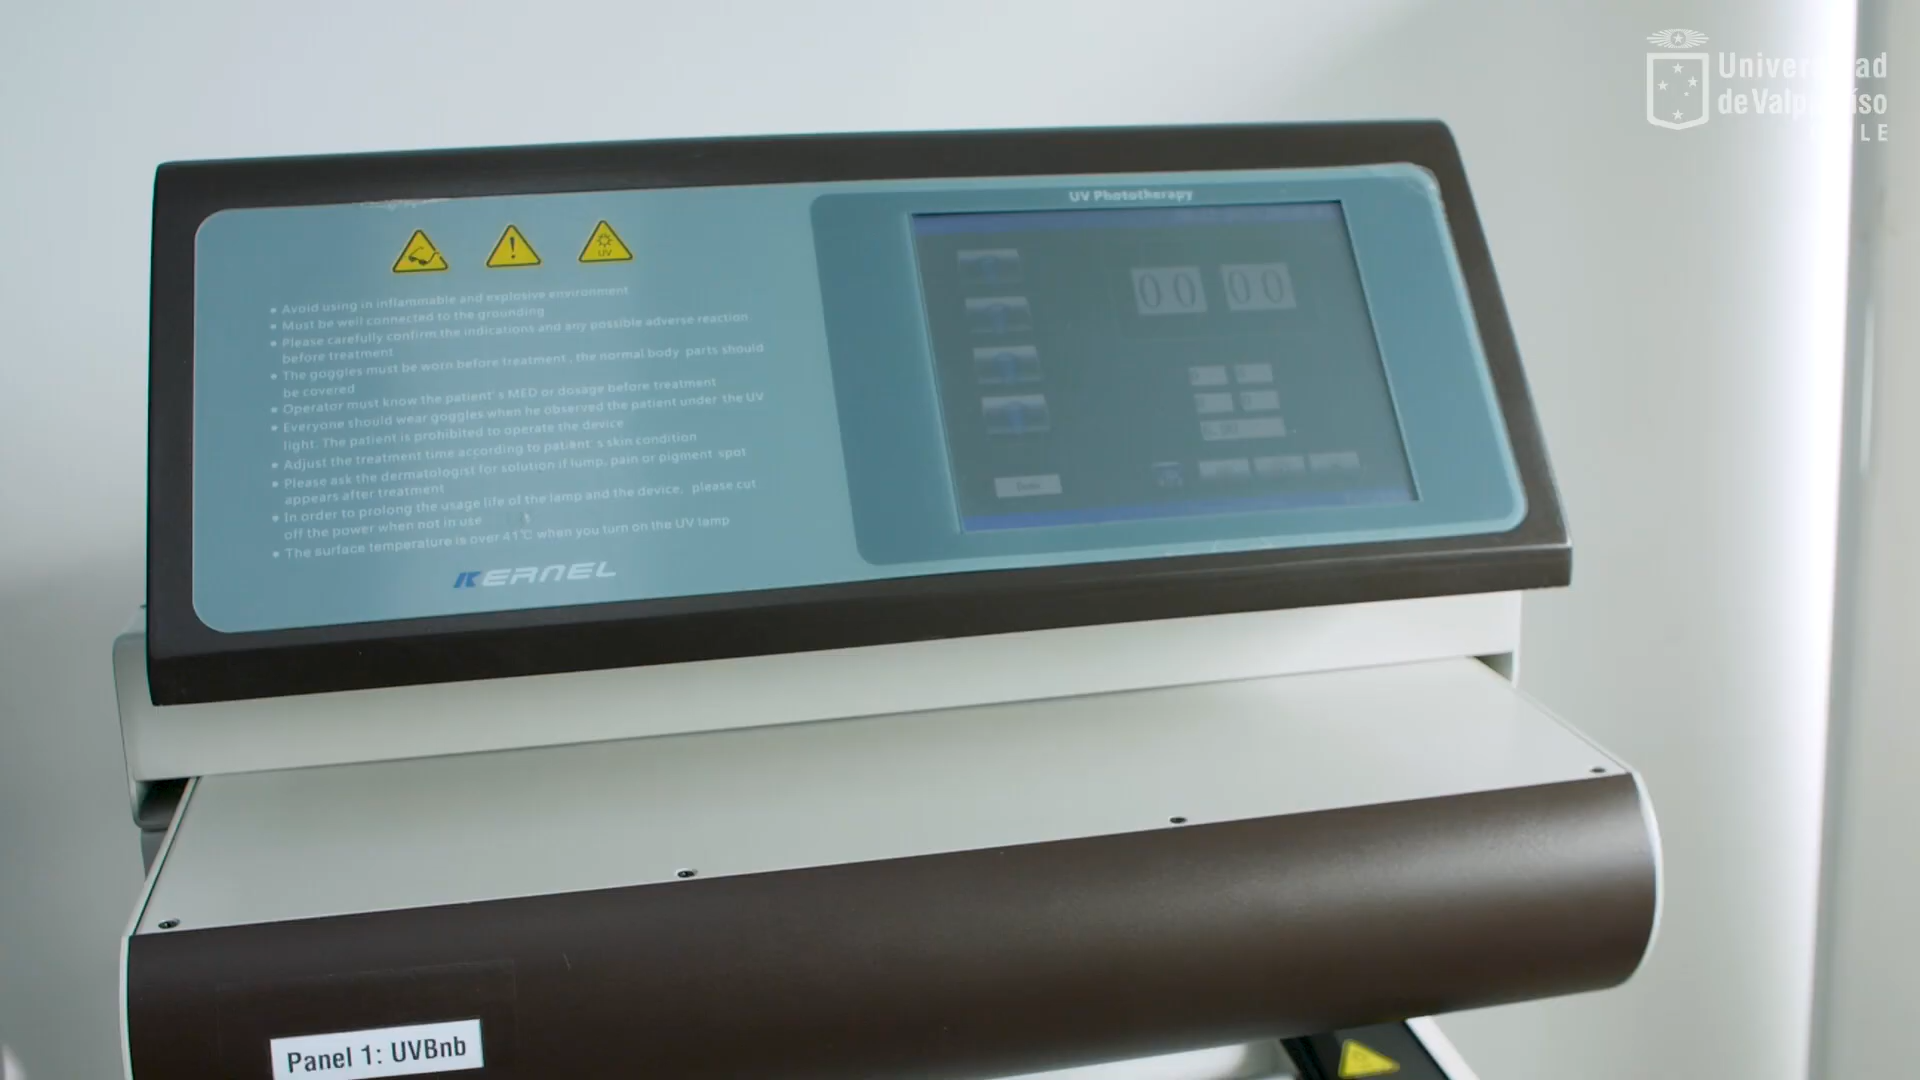 Universidad
de Valparaíso
CHILE
UV Phototherapy
UV
• Avoid using in inflammable and explosive environment
• Must be well connected to the grounding
• Please carefully confirm the indications and any possible adverse reaction
before treatment
• The goggles must be worn before treatment, the normal body parts should
be covered
• Operator must know the patient's MED or dosage before treatment
• Everyone should wear goggles when he observed the patient under the UV
light. The patient is prohibited to operate the device
• Adjust the treatment time according to patient's skin condition
• Please ask the dermatologist for solution if lump, pain or pigment spot
appears after treatment
• In order to prolong the usage life of the lamp and the device, please cut
off the power when not in use
• The surface temperature is over 41℃ when you turn on the UV lamp
KERNEL
00 00
Panel 1: UVBnb